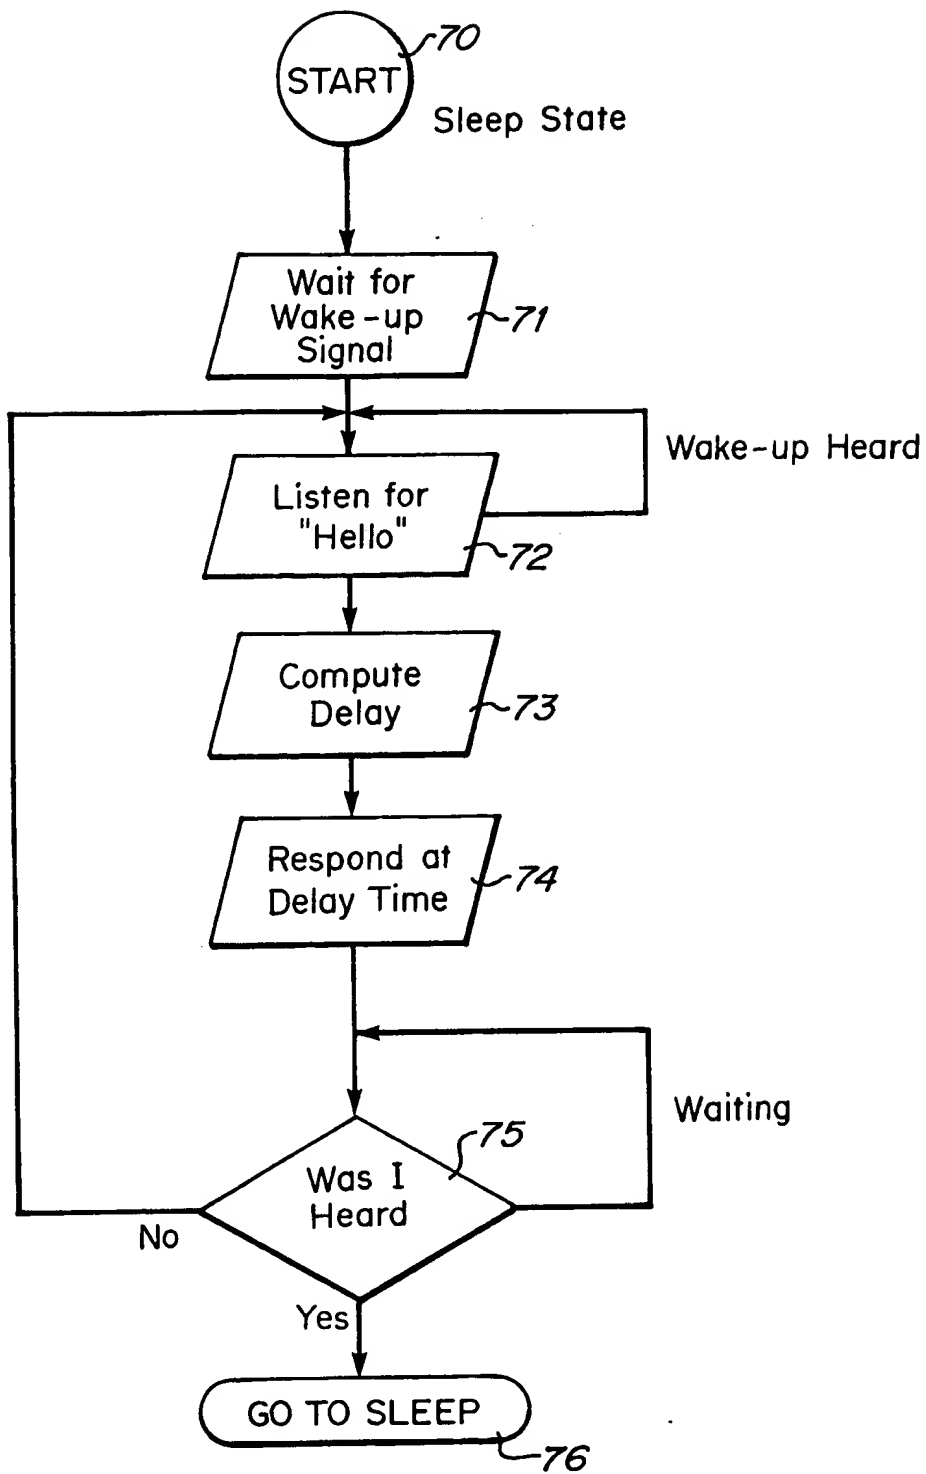 70
START
Sleep State
Wait for
Wake-up
Signal
71
Wake-up Heard
Listen for
"Hello"
72
Compute
Delay
73
Respond at
Delay Time
74
Waiting
75
Was I
Heard
No
Yes
GO TO SLEEP
76